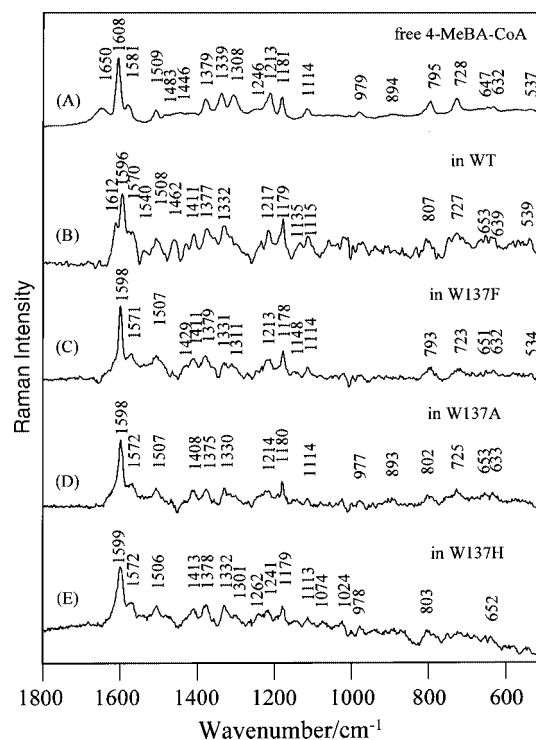 free 4-MeBA-CoA
1650 1608 1581 1509 1483 1446 1379 1339 1308 1246 1213 1181 1114 979 894 795 728 647 632 537
(A)
in WT
1612 1596 1570 1540 1508 1462 1411 1377 1332 1217 1179 1135 1115 807 727 653 639 539
(B)
in W137F
1598 1571 1507 1429 1411 1379 1331 1311 1213 1178 1148 1114 793 723 651 632 534
(C)
in W137A
1598 1572 1507 1408 1375 1330 1214 1180 1114 977 893 802 725 653 633
(D)
in W137H
1599 1572 1506 1413 1378 1332 1301 1262 1241 1179 1113 1074 1024 978 803 652
(E)
Raman Intensity
1800 1600 1400 1200 1000 800 600
Wavenumber/cm-1